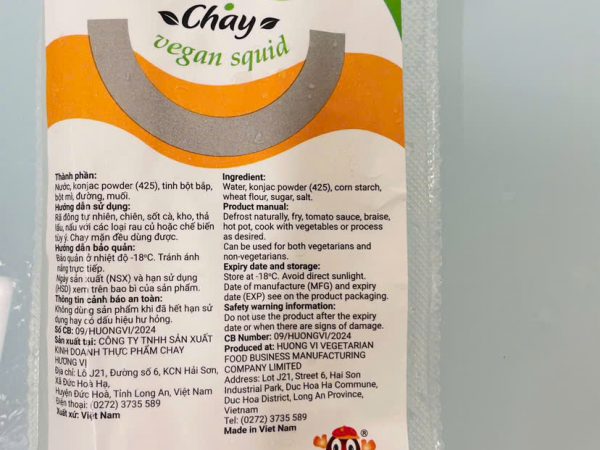 Chay
vegan squid
Thành phần:
Nước, konjac powder (425), tinh bột bắp,
bột mì, đường, muối.
Hướng dẫn sử dụng:
Rã đông tự nhiên, chiên, sốt cà, kho, thả
lẩu, nấu với các loại rau củ hoặc chế biến
tùy ý. Chay mặn đều dùng được.
Hướng dẫn bảo quản:
Bảo quản ở nhiệt độ -18°C. Tránh ánh
nắng trực tiếp.
Ngày sản xuất (NSX) và hạn sử dụng
(HSD) xem trên bao bì của sản phẩm.
Thông tin cảnh báo an toàn:
Không dùng sản phẩm khi đã hết hạn sử
dụng hay có dấu hiệu hư hỏng.
Số CB: 09/HUONGVI/2024
Sản xuất tại: CÔNG TY TNHH SẢN XUẤT
KINH DOANH THỰC PHẨM CHAY
HƯƠNG VỊ
Địa chỉ: Lô J21, Đường số 6, KCN Hải Sơn,
Xã Đức Hoà Hạ,
Huyện Đức Hoà, Tỉnh Long An, Việt Nam
Điện thoại: (0272) 3735 589
Xuất xứ: Việt Nam
Ingredient:
Water, konjac powder (425), corn starch,
wheat flour, sugar, salt.
Product manual:
Defrost naturally, fry, tomato sauce, braise,
hot pot, cook with vegetables or process
as desired.
Can be used for both vegetarians and
non-vegetarians.
Expiry date and storage:
Store at -18°C. Avoid direct sunlight.
Date of manufacture (MFG) and expiry
date (EXP) see on the product packaging.
Safety warning information:
Do not use the product after the expiry
date or when there are signs of damage.
CB Number: 09/HUONGVI/2024
Produced at: HUONG VI VEGETARIAN
FOOD BUSINESS MANUFACTURING
COMPANY LIMITED
Address: Lot J21, Street 6, Hai Son
Industrial Park, Duc Hoa Ha Commune,
Duc Hoa District, Long An Province,
Vietnam
Tel: (0272) 3735 589
Made in Viet Nam
®